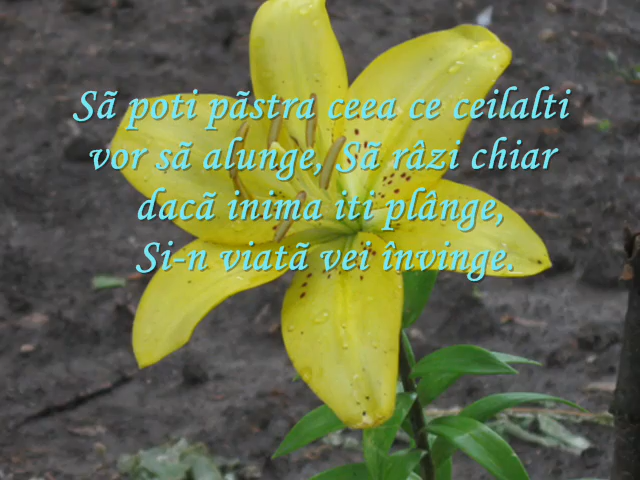 Sã poti pãstra ceea ce ceilalti
vor sã alunge, Sã râzi chiar
dacã inima iti plânge,
Si-n viatã vei învinge.